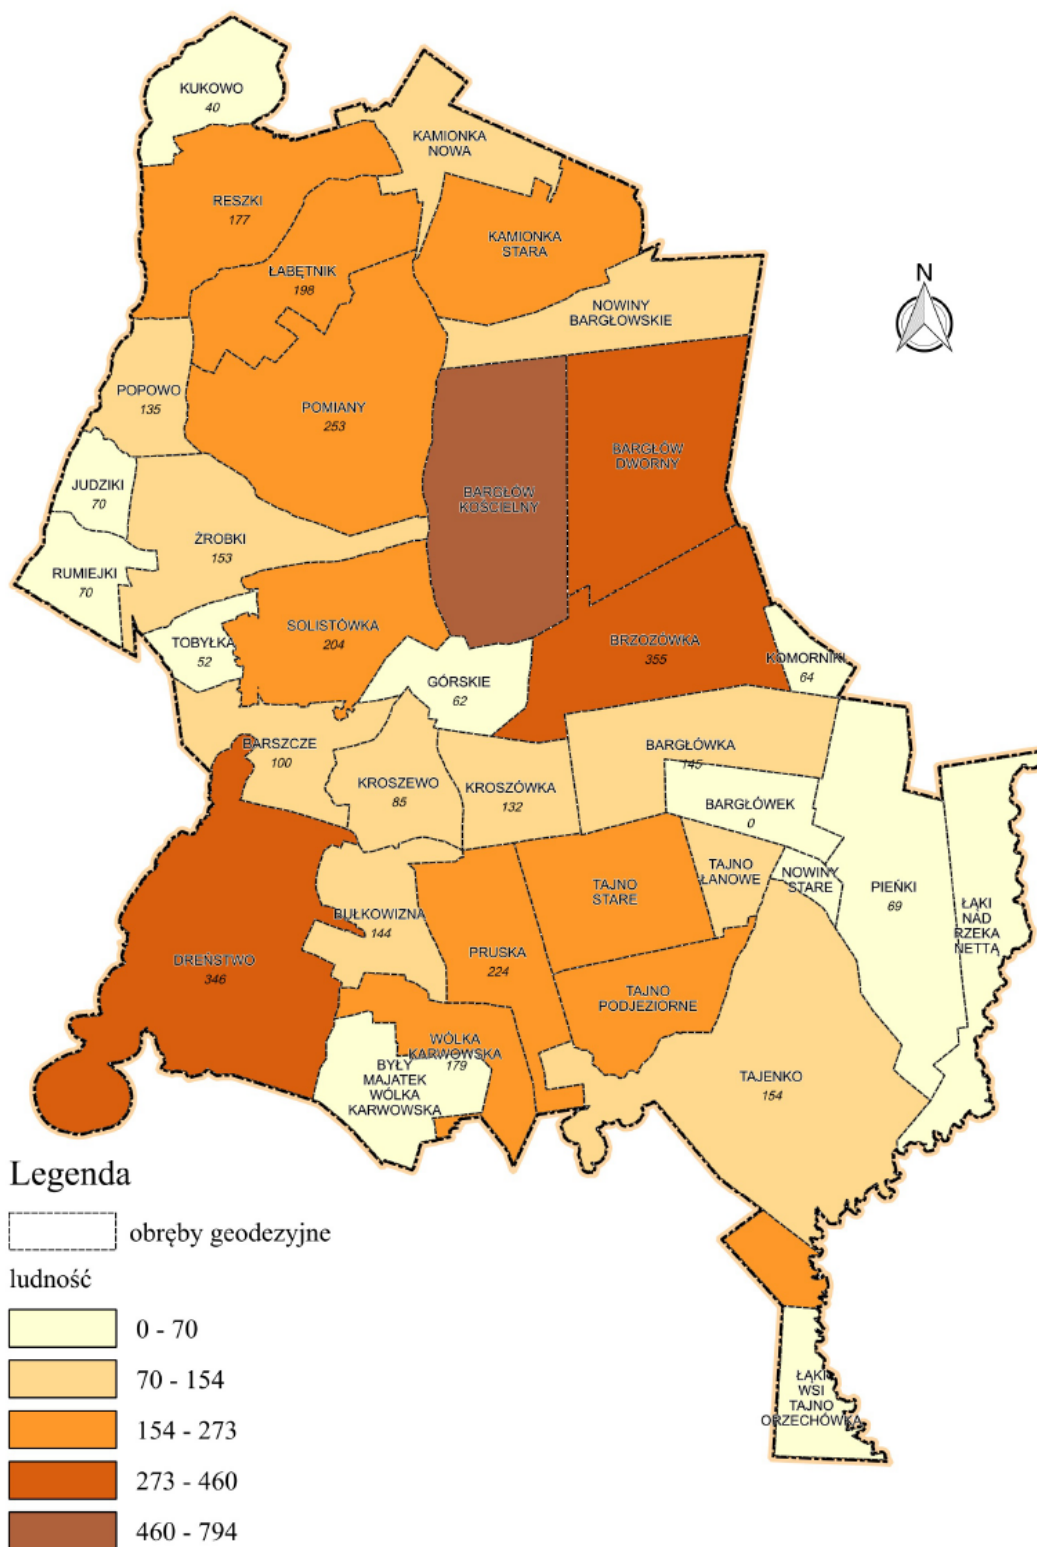 KUKOWO
40
KAMIONKA
NOWA
RESZKI
177
KAMIONKA
STARA
ŁABĘTNIK
198
N
NOWINY
BARGŁOWSKIE
POPOWO
135
POMIANY
253
BARGŁÓW
DWORNY
JUDZIKI
70
BARGŁÓW
KOŚCIELNY
ŻROBKI
153
RUMIEJKI
70
SOLISTÓWKA
204
TOBYŁKA
52
BRZOZÓWKA
355
KOMORNIKI
64
GÓRSKIE
62
BARSZCZE
100
BARGŁÓWKA
145
KROSZEWO
85
KROSZÓWKA
132
BARGŁÓWEK
0
TAJNO
ŁANOWE
NOWINY
STARE
TAJNO
STARE
PIEŃKI
69
ŁĄKI
NAD
RZEKA
NETTĄ
BUŁKOWIZNA
144
DREŃSTWO
346
PRUSKA
224
TAJNO
PODJEZIORNE
WÓLKA
KARWOWSKA
179
BYŁY
MAJATEK
WÓLKA
KARWOWSKA
TAJENKO
154
ŁĄKI
WSI
TAJNO
ORZECHÓWKA
Legenda
obręby geodezyjne
ludność
0 - 70
70 - 154
154 - 273
273 - 460
460 - 794